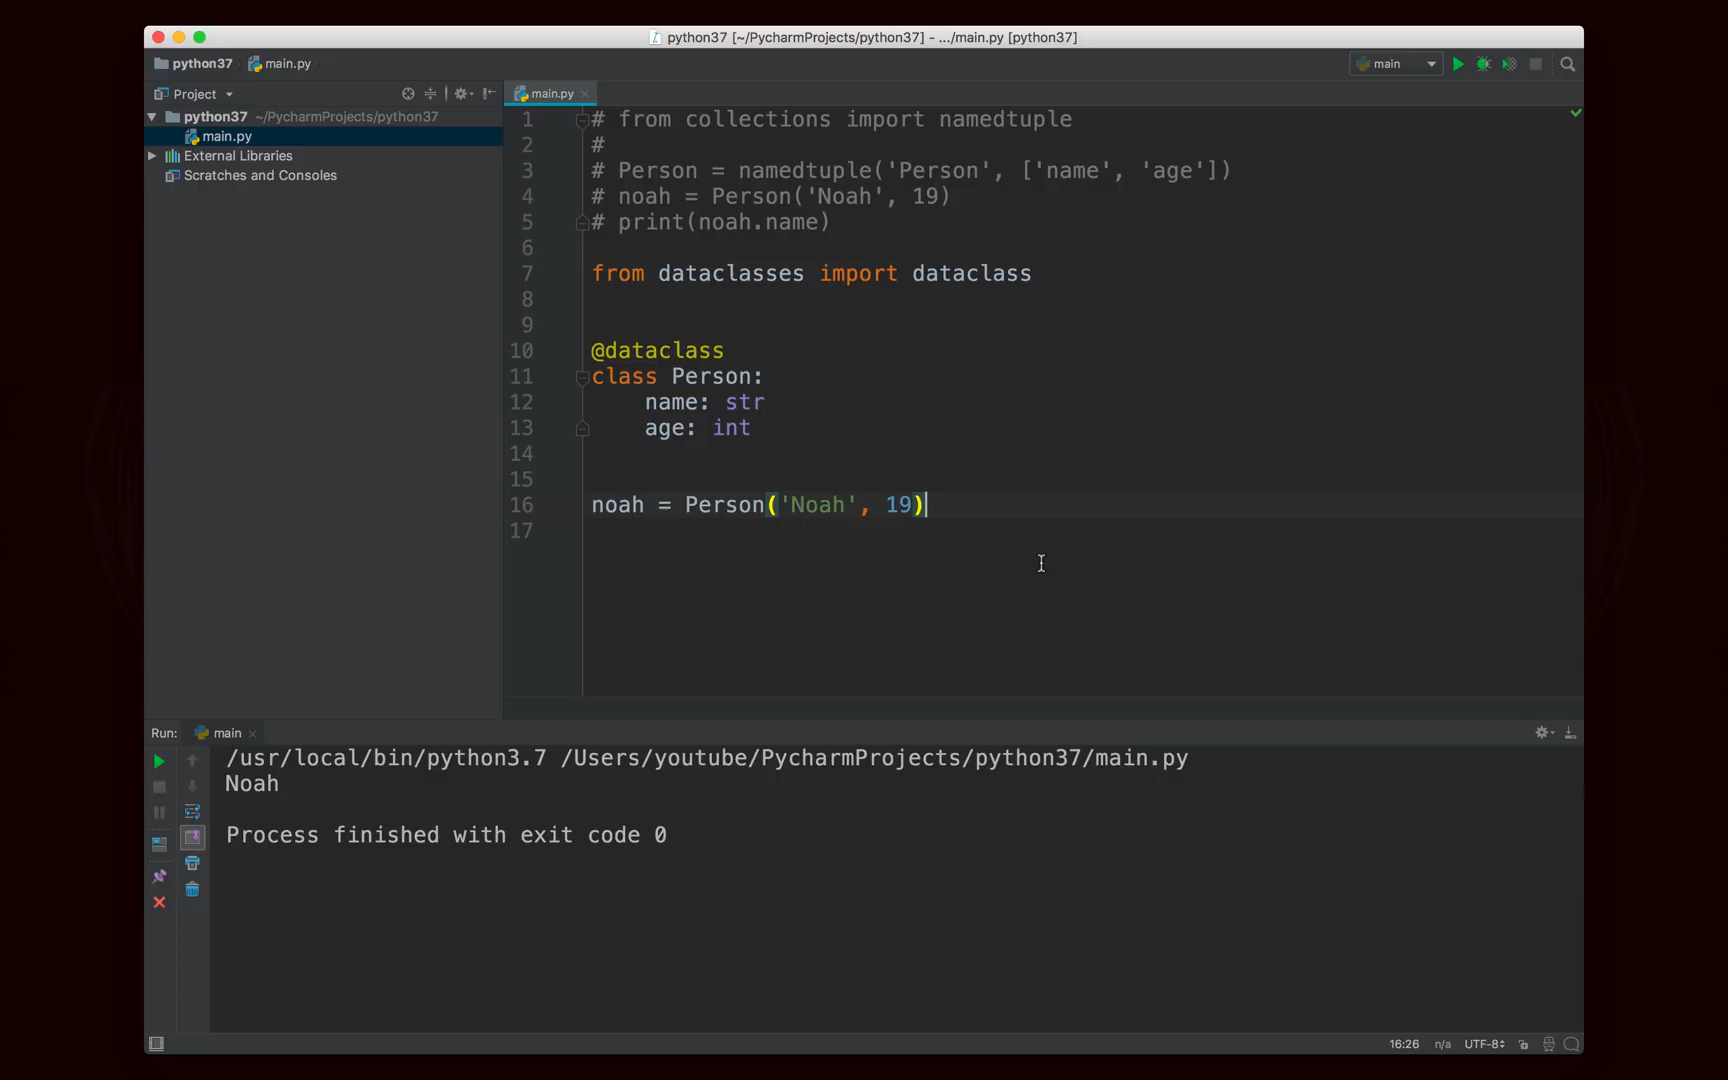 python37 [~/PycharmProjects/python37] - .../main.py [python37]
python37 main.py main
Project main.py
python37 ~/PycharmProjects/python37
main.py
External Libraries
Scratches and Consoles
1 # from collections import namedtuple
2 #
3 # Person = namedtuple('Person', ['name', 'age'])
4 # noah = Person('Noah', 19)
5 # print(noah.name)
6
7 from dataclasses import dataclass
8
9
10 @dataclass
11 class Person:
12 name: str
13 age: int
14
15
16 noah = Person('Noah', 19)
17
Run: main
/usr/local/bin/python3.7 /Users/youtube/PycharmProjects/python37/main.py
Noah
Process finished with exit code 0
16:26 n/a UTF-8